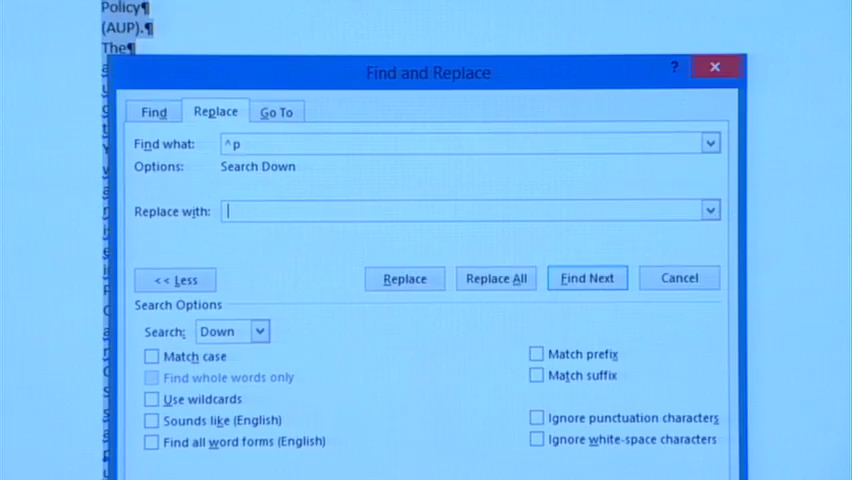 Policy¶
(AUP).¶
The¶
Find and Replace
? x
Find Replace Go To
Find what: ^p
Options: Search Down
Replace with:
<< Less Replace Replace All Find Next Cancel
Search Options
Search: Down
Match case Match prefix
Find whole words only Match suffix
Use wildcards
Sounds like (English) Ignore punctuation characters
Find all word forms (English) Ignore white-space characters